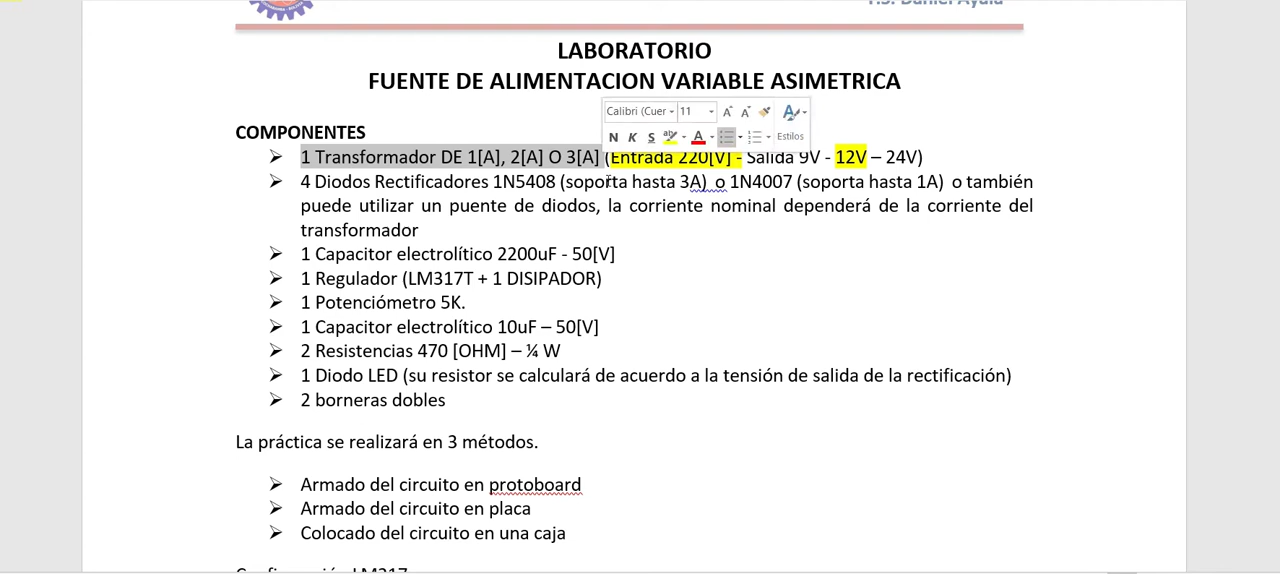 T.S. Daniel Ayala
LABORATORIO
FUENTE DE ALIMENTACION VARIABLE ASIMETRICA
Calibri (Cuer 11 A A A
COMPONENTES
N K S ab A Estilos
➢ 1 Transformador DE 1[A], 2[A] O 3[A] (Entrada 220[V] - Salida 9V - 12V – 24V)
➢ 4 Diodos Rectificadores 1N5408 (soporta hasta 3A) o 1N4007 (soporta hasta 1A) o también
puede utilizar un puente de diodos, la corriente nominal dependerá de la corriente del
transformador
➢ 1 Capacitor electrolítico 2200uF - 50[V]
➢ 1 Regulador (LM317T + 1 DISIPADOR)
➢ 1 Potenciómetro 5K.
➢ 1 Capacitor electrolítico 10uF – 50[V]
➢ 2 Resistencias 470 [OHM] – ¼ W
➢ 1 Diodo LED (su resistor se calculará de acuerdo a la tensión de salida de la rectificación)
➢ 2 borneras dobles
La práctica se realizará en 3 métodos.
➢ Armado del circuito en protoboard
➢ Armado del circuito en placa
➢ Colocado del circuito en una caja
Configuración LM317